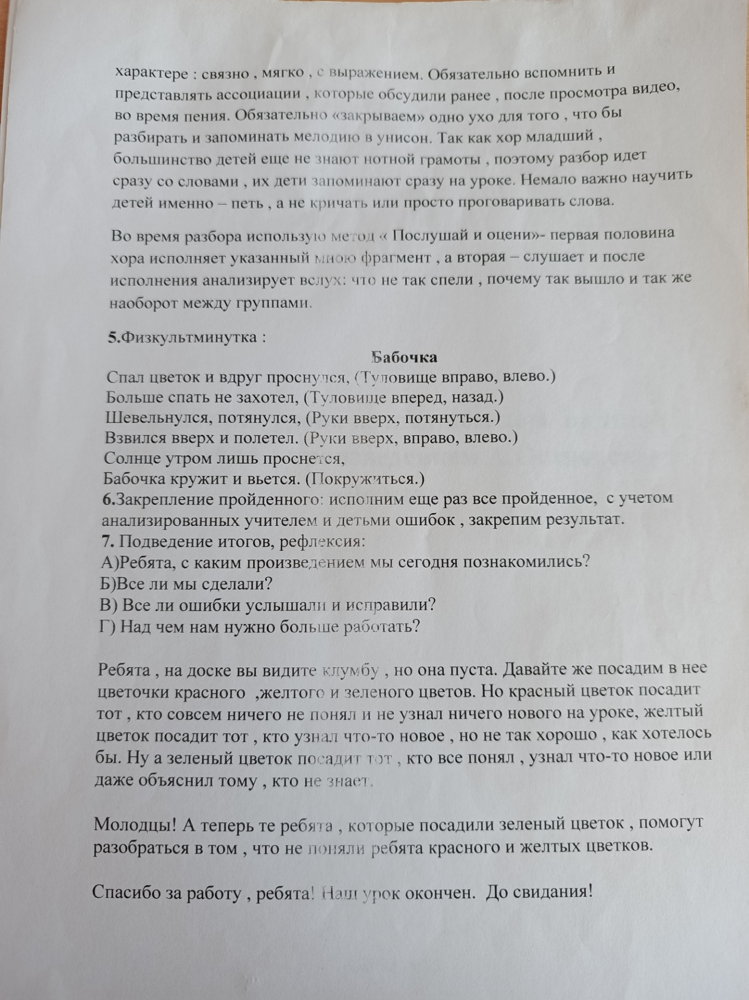 характере : связно , мягко , с выражением. Обязательно вспомнить и
представлять ассоциации , которые обсудили ранее , после просмотра видео,
во время пения. Обязательно «закрываем» одно ухо для того , что бы
разбирать и запоминать мелодию в унисон. Так как хор младший ,
большинство детей еще не знают нотной грамоты , поэтому разбор идет
сразу со словами , их дети запоминают сразу на уроке. Немало важно научить
детей именно – петь , а не кричать или просто проговаривать слова.
Во время разбора использую метод « Послушай и оцени»- первая половина
хора исполняет указанный мною фрагмент , а вторая – слушает и после
исполнения анализирует вслух: что не так спели , почему так вышло и так же
наоборот между группами.
5.Физкультминутка :
Бабочка
Спал цветок и вдруг проснулся, (Туловище вправо, влево.)
Больше спать не захотел, (Туловище вперед, назад.)
Шевельнулся, потянулся, (Руки вверх, потянуться.)
Взвился вверх и полетел. (Руки вверх, вправо, влево.)
Солнце утром лишь проснется,
Бабочка кружит и вьется. (Покружиться.)
6.Закрепление пройденного: исполним еще раз все пройденное,  с учетом
анализированных учителем и детьми ошибок , закрепим результат.
7. Подведение итогов, рефлексия:
А)Ребята, с каким произведением мы сегодня познакомились?
Б)Все ли мы сделали?
В) Все ли ошибки услышали и исправили?
Г) Над чем нам нужно больше работать?
Ребята , на доске вы видите клумбу , но она пуста. Давайте же посадим в нее
цветочки красного  ,желтого и зеленого цветов. Но красный цветок посадит
тот , кто совсем ничего не понял и не узнал ничего нового на уроке, желтый
цветок посадит тот , кто узнал что-то новое , но не так хорошо , как хотелось
бы. Ну а зеленый цветок посадит тот , кто все понял , узнал что-то новое или
даже объяснил тому , кто не знает.
Молодцы! А теперь те ребята , которые посадили зеленый цветок , помогут
разобраться в том , что не поняли ребята красного и желтых цветков.
Спасибо за работу , ребята! Наш урок окончен.  До свидания!